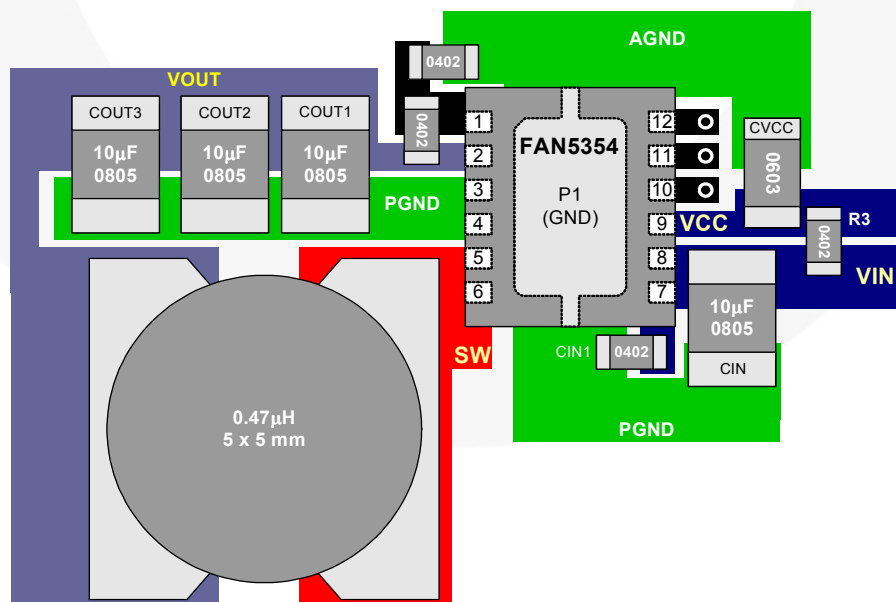 AGND
0402
VOUT
COUT3
COUT2
COUT1
10µF
0805
10µF
0805
10µF
0805
0402
PGND
1
2
3
4
5
6
FAN5354
P1
(GND)
12
11
10
9
8
7
CVCC
0603
VCC
R3
0402
VIN
10µF
0805
CIN
SW
CIN1
0402
PGND
0.47µH
5 x 5 mm